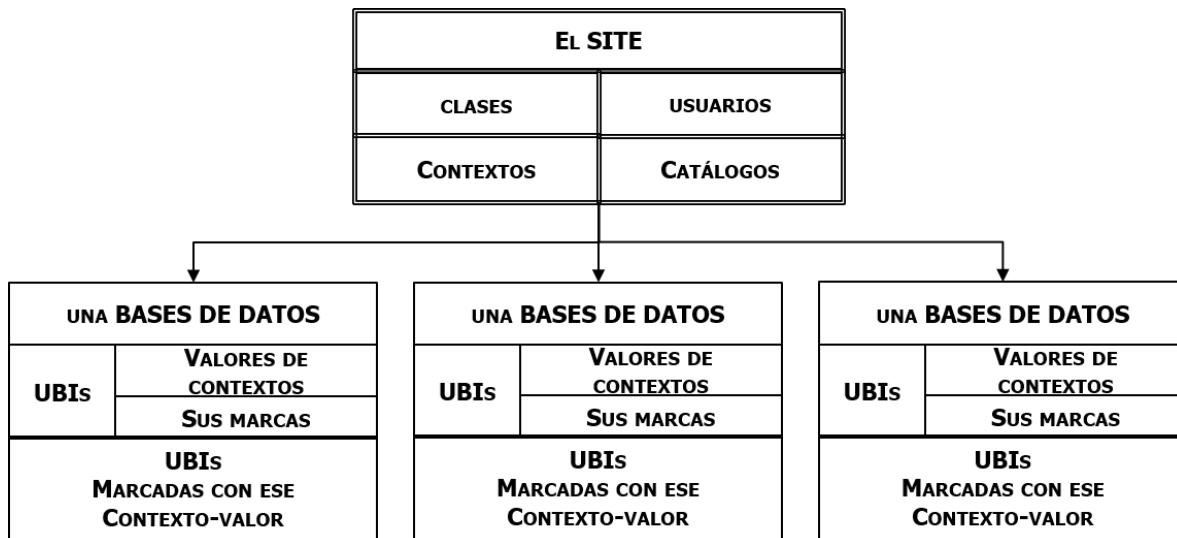 El SITE
clases
usuarios
Contextos
Catálogos
una BASES DE DATOS
UBIs
Valores de
contextos
Sus marcas
UBIs
Marcadas con ese
Contexto-valor
una BASES DE DATOS
UBIs
Valores de
contextos
Sus marcas
UBIs
Marcadas con ese
Contexto-valor
una BASES DE DATOS
UBIs
Valores de
contextos
Sus marcas
UBIs
Marcadas con ese
Contexto-valor